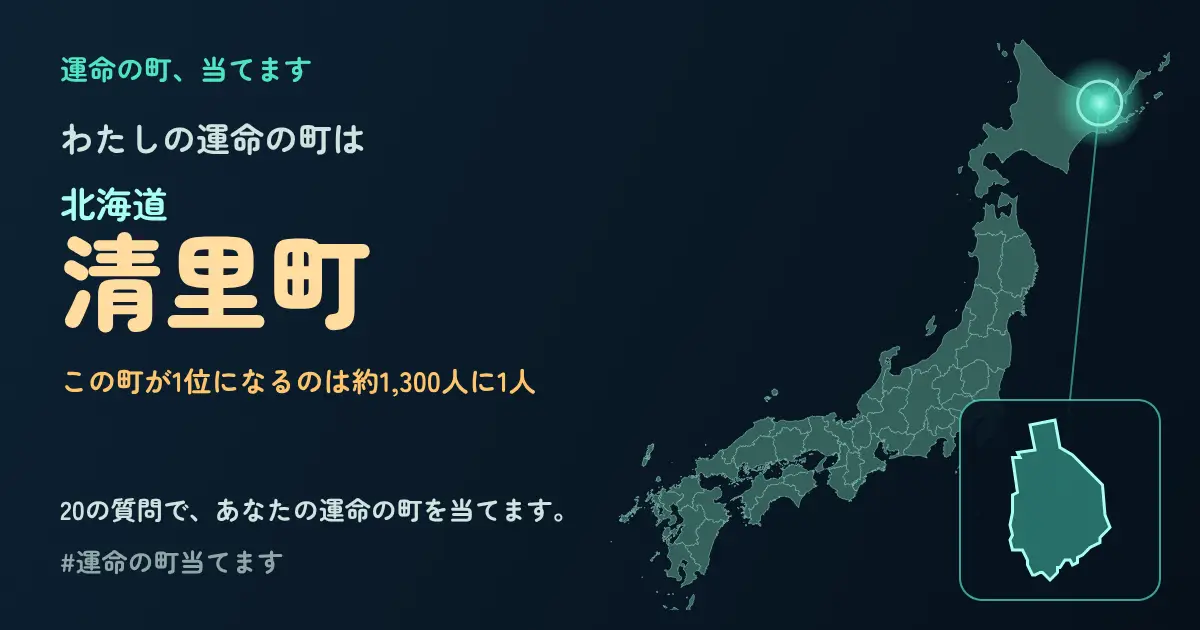 運命の町、当てます
わたしの運命の町は
北海道
清里町
この町が1位になるのは約1,300人に1人
20の質問で、あなたの運命の町を当てます。
#運命の町当てます